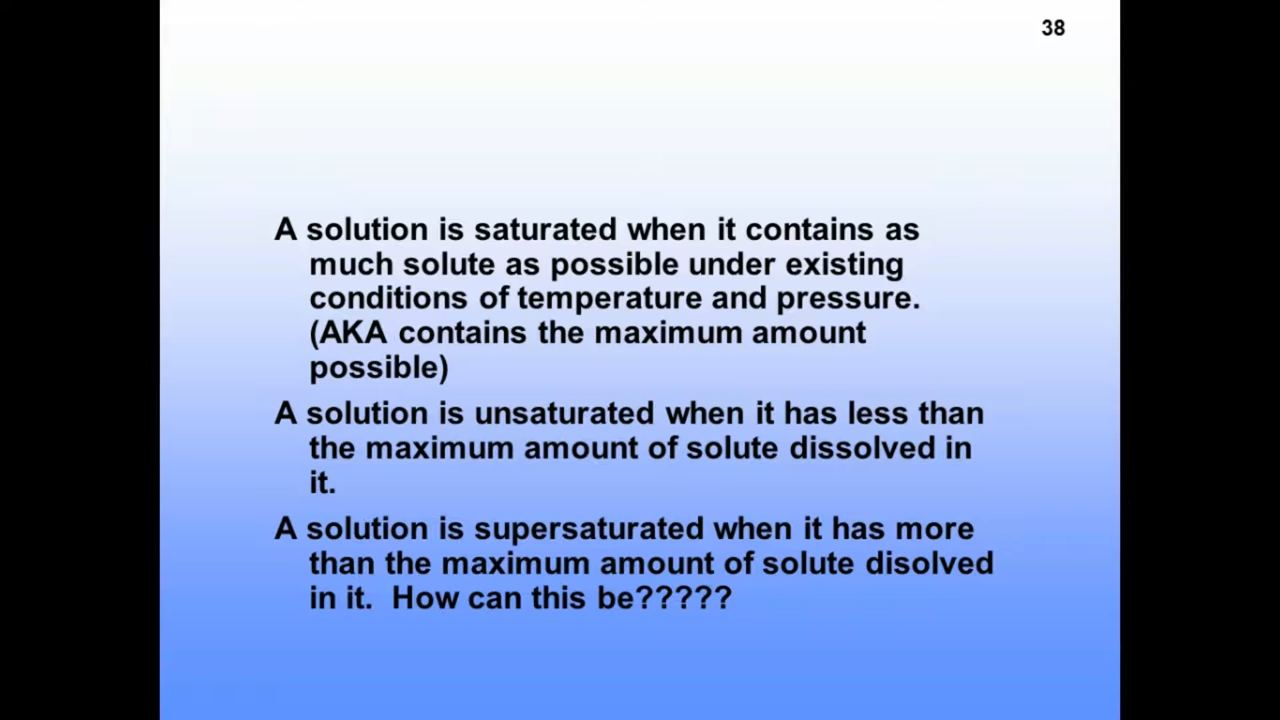 38
A solution is saturated when it contains as
much solute as possible under existing
conditions of temperature and pressure.
(AKA contains the maximum amount
possible)
A solution is unsaturated when it has less than
the maximum amount of solute dissolved in
it.
A solution is supersaturated when it has more
than the maximum amount of solute disolved
in it.  How can this be?????